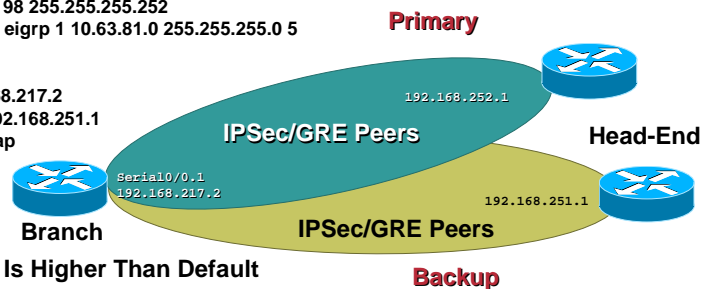 98 255.255.255.252
eigrp 1 10.63.81.0 255.255.255.0 5
Primary
8.217.2
192.168.252.1
92.168.251.1
IPSec/GRE Peers
ap
Head-End
Serial0/0.1
192.168.217.2
192.168.251.1
Branch
IPSec/GRE Peers
Is Higher Than Default
Backup